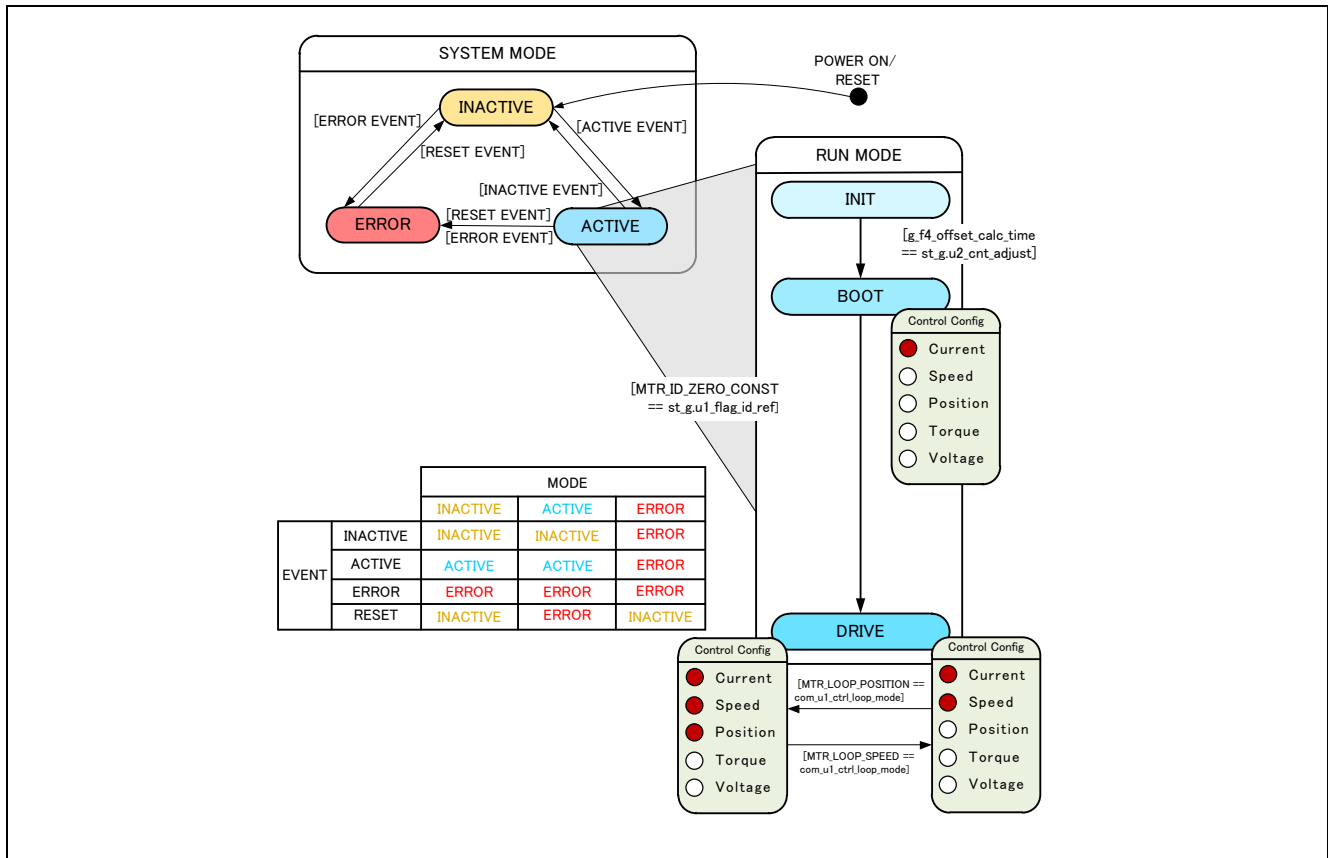 SYSTEM MODE
POWER ON/
RESET
INACTIVE
[ERROR EVENT]
[ACTIVE EVENT]
[RESET EVENT]
[INACTIVE EVENT]
ERROR
[RESET EVENT]
[ERROR EVENT]
ACTIVE
RUN MODE
INIT
[g_f4_offset_calc_time
== st_g.u2_cnt_adjust]
BOOT
Control Config
Current
Speed
Position
Torque
Voltage
[MTR_ID_ZERO_CONST
== st_g.u1_flag_id_ref]
MODE
INACTIVE ACTIVE ERROR
EVENT
INACTIVE INACTIVE INACTIVE ERROR
ACTIVE ACTIVE ACTIVE ERROR
ERROR ERROR ERROR ERROR
RESET INACTIVE ERROR INACTIVE
DRIVE
Control Config
Current
Speed
Position
Torque
Voltage
[MTR_LOOP_POSITION ==
com_u1_ctrl_loop_mode]
[MTR_LOOP_SPEED ==
com_u1_ctrl_loop_mode]
Control Config
Current
Speed
Position
Torque
Voltage